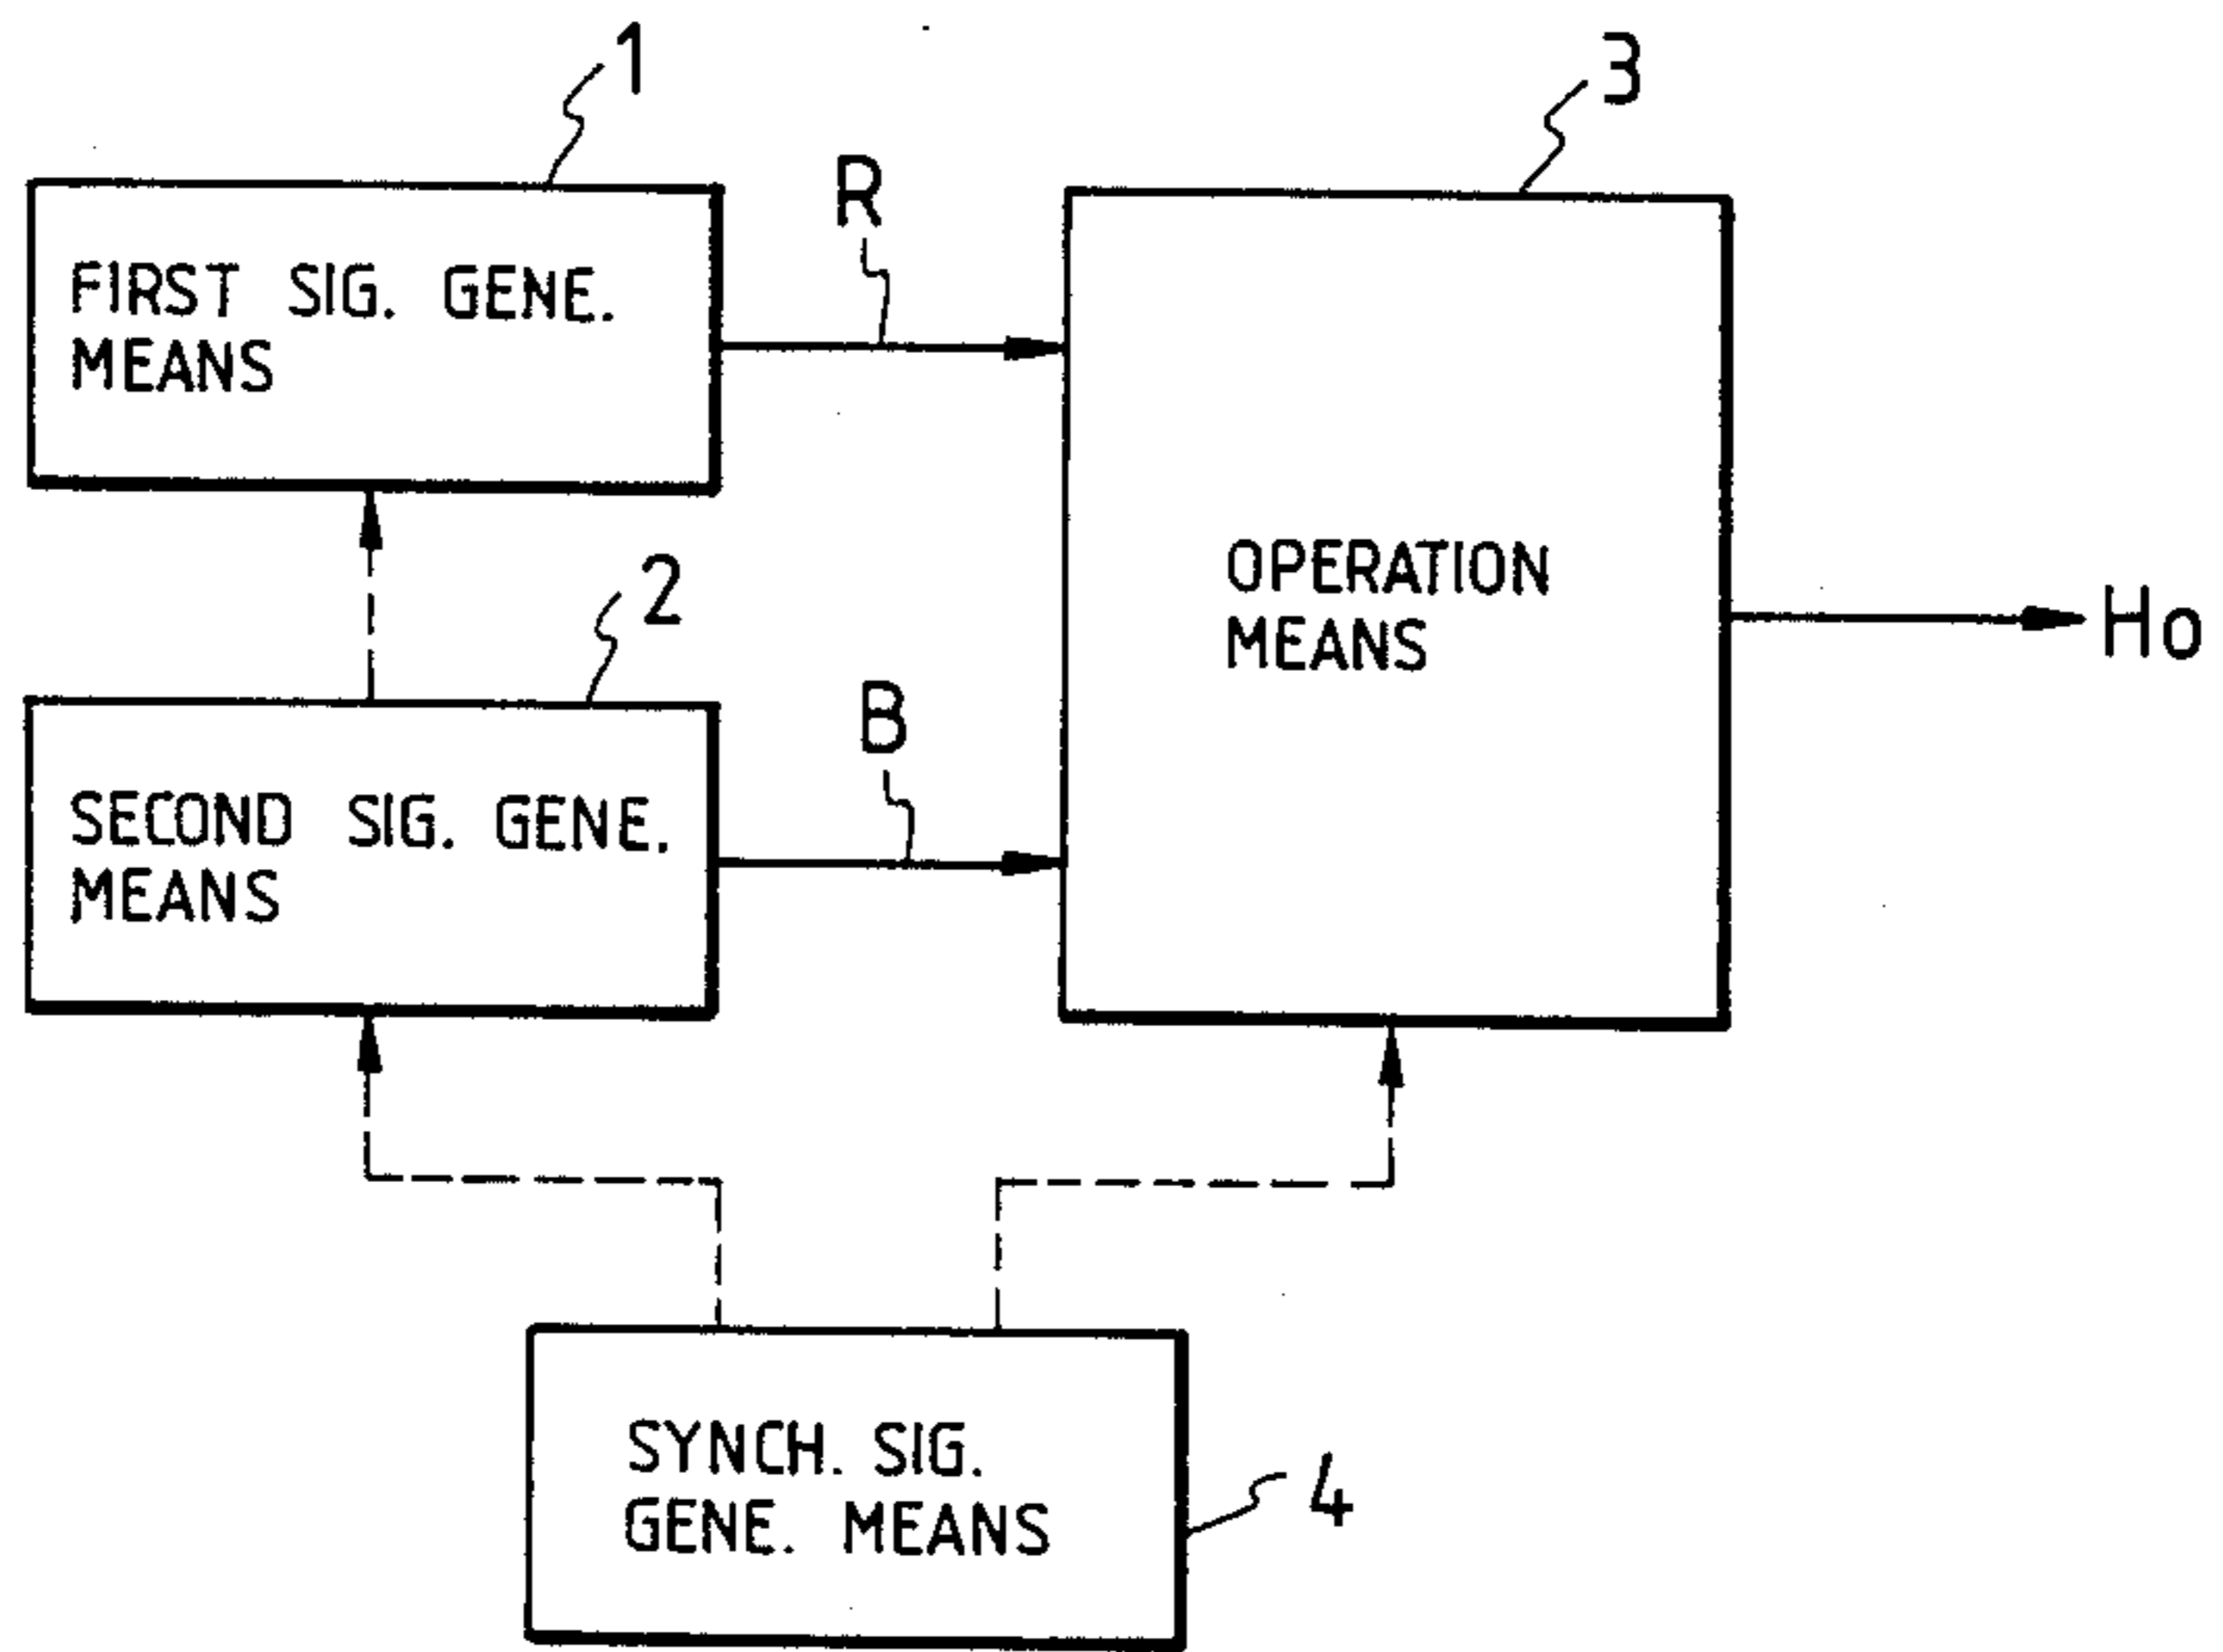 1
3
R
FIRST SIG. GENE.
MEANS
2
OPERATION
MEANS
Ho
B
SECOND SIG. GENE.
MEANS
SYNCH. SIG.
GENE. MEANS
4